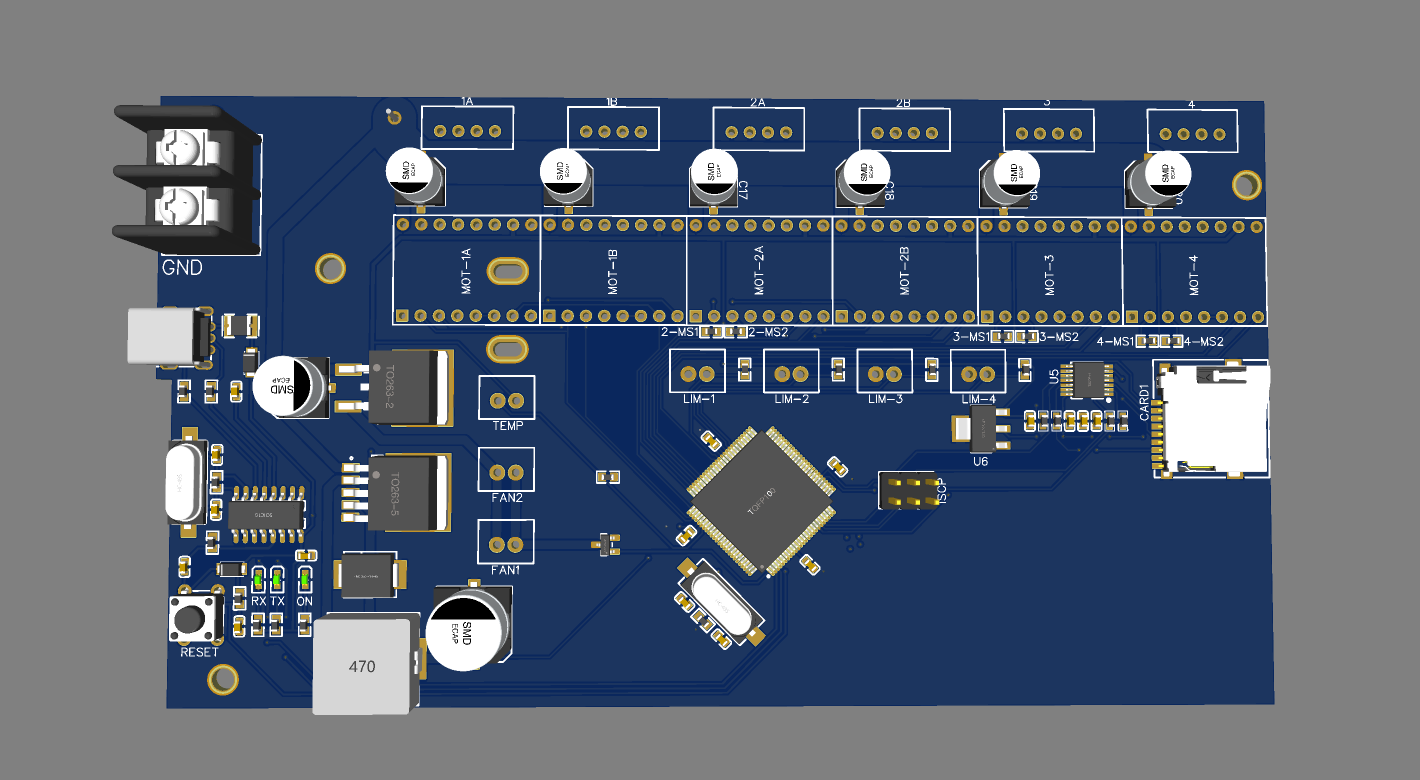 1A
1B
2A
2B
3
4
SMD
ECAP
SMD
ECAP
SMD
ECAP
SMD
ECAP
SMD
ECAP
SMD
ECAP
C17
C18
GND
MOT-1A
MOT-1B
MOT-2A
MOT-2B
MOT-3
MOT-4
2-MS1
2-MS2
3-MS1
3-MS2
4-MS1
4-MS2
SMD
ECAP
TO263-2
TEMP
LIM-1
LIM-2
LIM-3
LIM-4
U5
CARD1
U6
TO263-5
FAN2
TQFP100
ISCP
FAN1
RX
TX
ON
RESET
SMD
ECAP
470